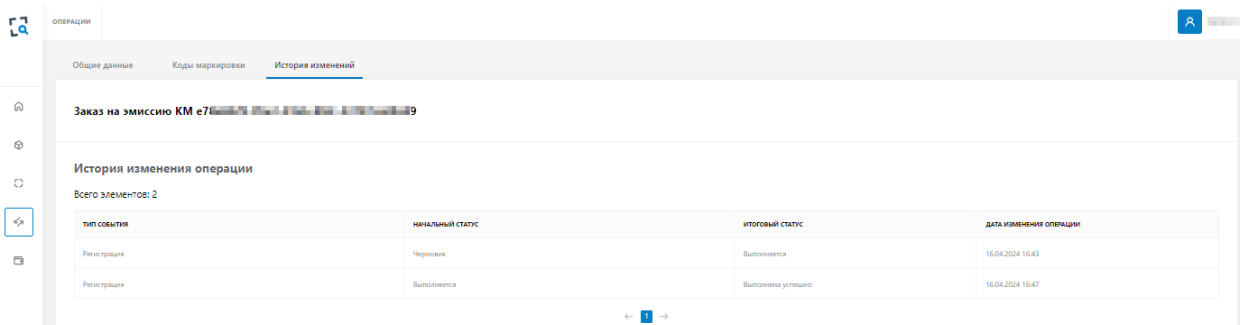 ОПЕРАЦИИ
Общие данные Коды маркировки История изменений
Заказ на эмиссию КМ
История изменения операции
Всего элементов: 2
ТИП СОБЫТИЯ НАЧАЛЬНЫЙ СТАТУС ИТОГОВЫЙ СТАТУС ДАТА ИЗМЕНЕНИЯ ОПЕРАЦИИ
Регистрация Черновик Выполняется 16.04.2024 16:43
Регистрация Выполняется Выполнена успешно 16.04.2024 16:47
← 1 →